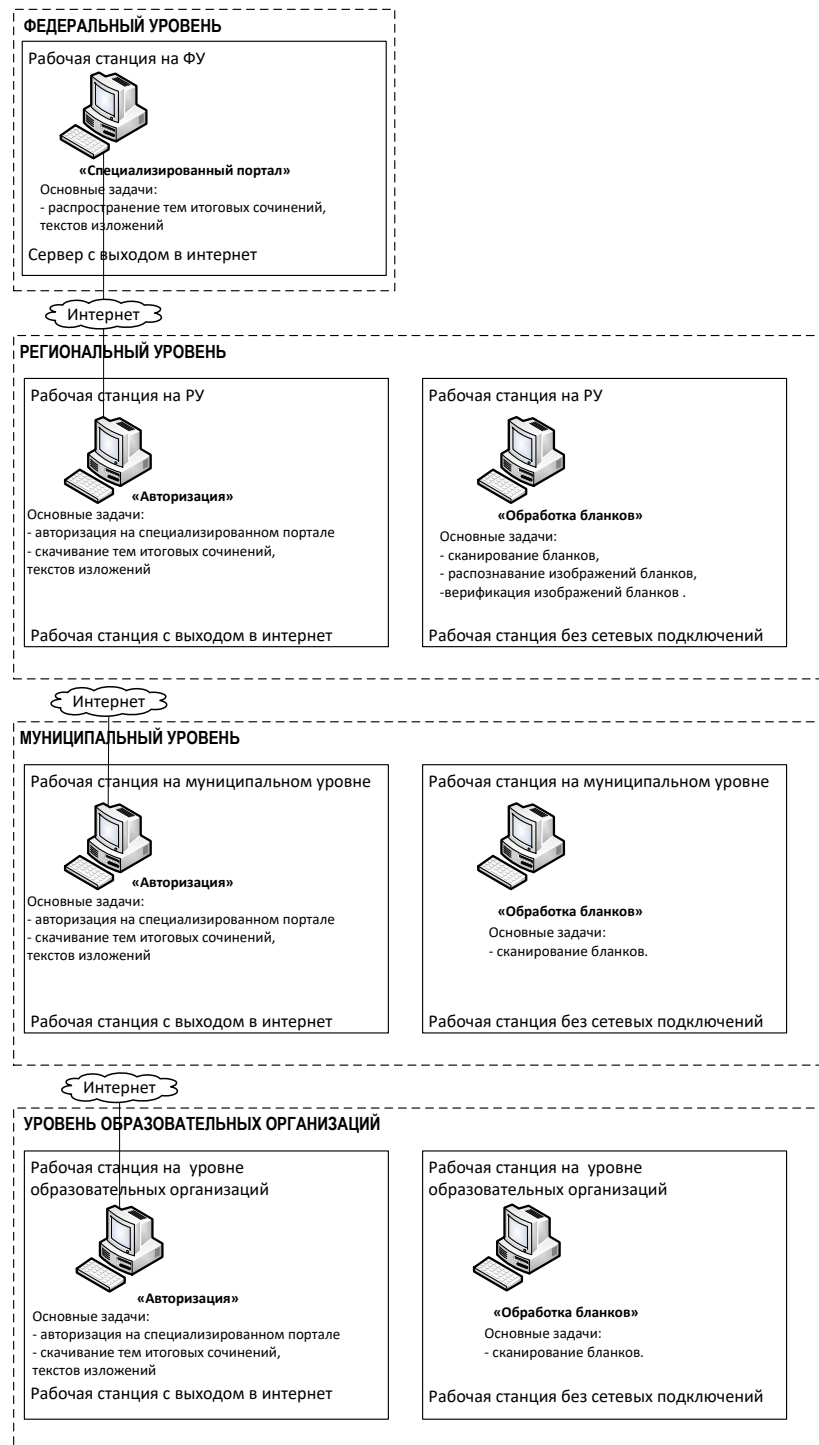 ФЕДЕРАЛЬНЫЙ УРОВЕНЬ
Рабочая станция на ФУ
«Специализированный портал»
Основные задачи:
- распространение тем итоговых сочинений,
текстов изложений
Сервер с выходом в интернет
Интернет
РЕГИОНАЛЬНЫЙ УРОВЕНЬ
Рабочая станция на РУ
«Авторизация»
Основные задачи:
- авторизация на специализированном портале
- скачивание тем итоговых сочинений,
текстов изложений
Рабочая станция с выходом в интернет
Рабочая станция на РУ
«Обработка бланков»
Основные задачи:
- сканирование бланков,
- распознавание изображений бланков,
-верификация изображений бланков .
Рабочая станция без сетевых подключений
Интернет
МУНИЦИПАЛЬНЫЙ УРОВЕНЬ
Рабочая станция на муниципальном уровне
«Авторизация»
Основные задачи:
- авторизация на специализированном портале
- скачивание тем итоговых сочинений,
текстов изложений
Рабочая станция с выходом в интернет
Рабочая станция на муниципальном уровне
«Обработка бланков»
Основные задачи:
- сканирование бланков.
Рабочая станция без сетевых подключений
Интернет
УРОВЕНЬ ОБРАЗОВАТЕЛЬНЫХ ОРГАНИЗАЦИЙ
Рабочая станция на уровне
образовательных организаций
«Авторизация»
Основные задачи:
- авторизация на специализированном портале
- скачивание тем итоговых сочинений,
текстов изложений
Рабочая станция с выходом в интернет
Рабочая станция на уровне
образовательных организаций
«Обработка бланков»
Основные задачи:
- сканирование бланков.
Рабочая станция без сетевых подключений